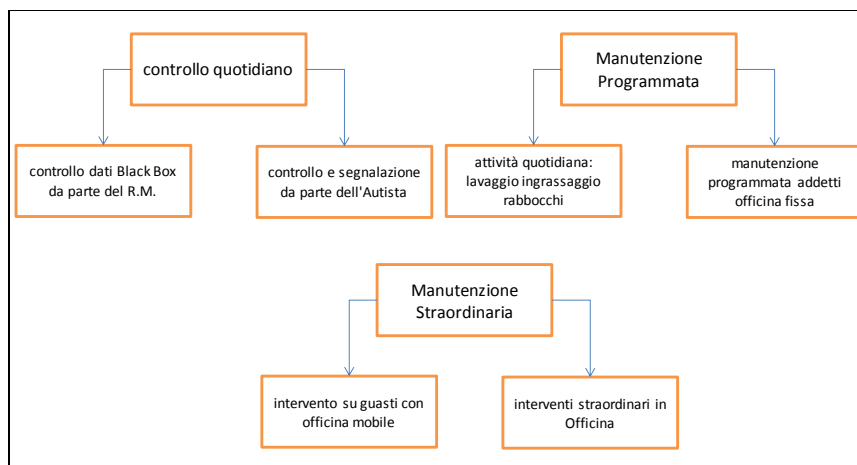 controllo quotidiano
Manutenzione
Programmata
controllo dati Black Box
da parte del R.M.
controllo e segnalazione
da parte dell'Autista
attività quotidiana:
lavaggio ingrassaggio
rabbocchi
manutenzione
programmata addetti
officina fissa
Manutenzione
Straordinaria
intervento su guasti con
officina mobile
interventi straordinari in
Officina